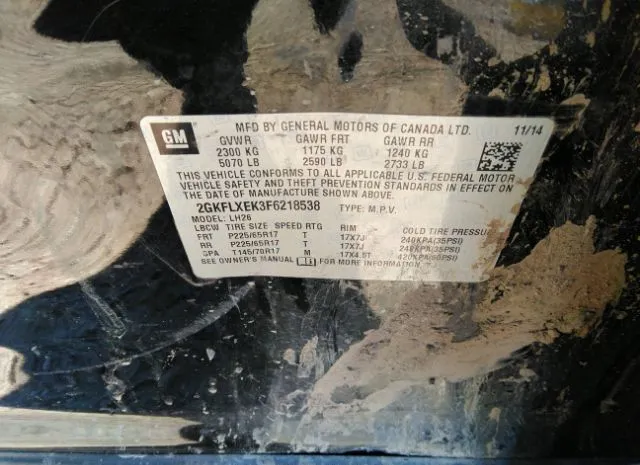 GM
MFD BY GENERAL MOTORS OF CANADA LTD. 11/14
GVWR GAWR FRT GAWR RR
2300 KG 1175 KG 1240 KG
5070 LB 2590 LB 2733 LB
THIS VEHICLE CONFORMS TO ALL APPLICABLE U.S. FEDERAL MOTOR
VEHICLE SAFETY AND THEFT PREVENTION STANDARDS IN EFFECT ON
THE DATE OF MANUFACTURE SHOWN ABOVE.
2GKFLXEK3F6218538 TYPE: M.P.V.
MODEL: LH26
LBCW TIRE SIZE SPEED RTG RIM COLD TIRE PRESSURE
FRT P225/65R17 T 17X7J 240KPA(35PSI)
RR P225/65R17 T 17X7J 240KPA(35PSI)
SPA T145/70R17 M 17X4.5T 420KPA(60PSI)
SEE OWNER'S MANUAL FOR MORE INFORMATION.